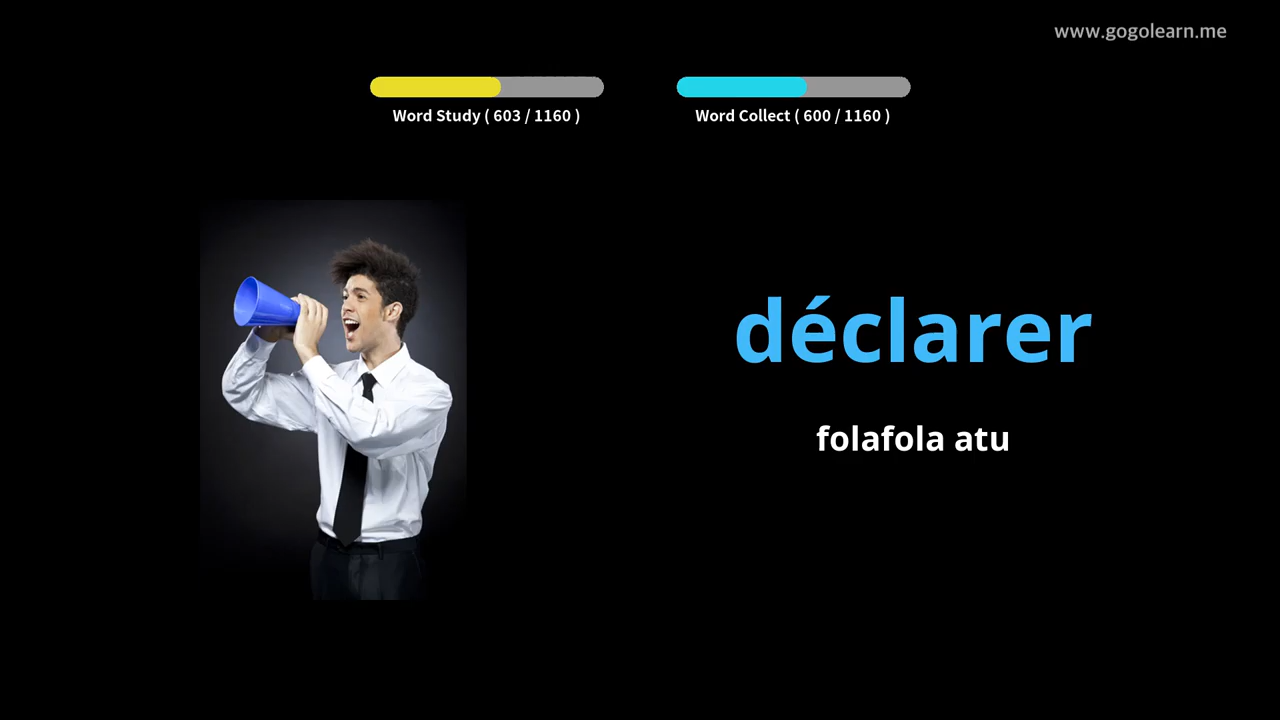 www.gogolearn.me
Word Study ( 603 / 1160 )
Word Collect ( 600 / 1160 )
déclarer
folafola atu